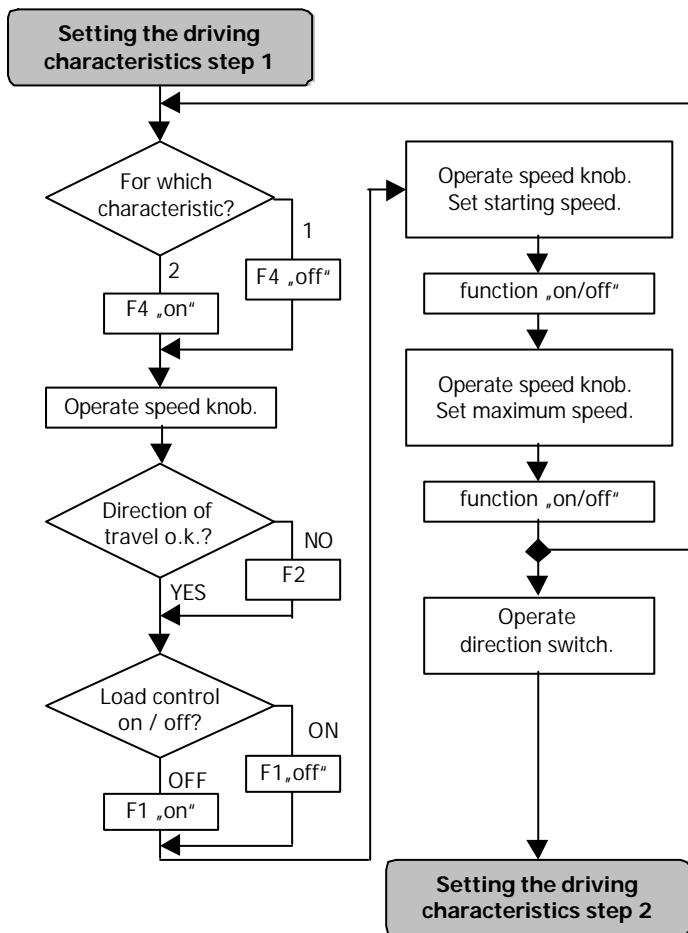 Setting the driving
characteristics step 1
For which
characteristic?
1
2
F4 „off“
F4 „on“
Operate speed knob.
Direction of
travel o.k.?
NO
F2
YES
Load control
on / off?
ON
F1„off“
OFF
F1 „on“
Operate speed knob.
Set starting speed.
function „on/off“
Operate speed knob.
Set maximum speed.
function „on/off“
Operate
direction switch.
Setting the driving
characteristics step 2